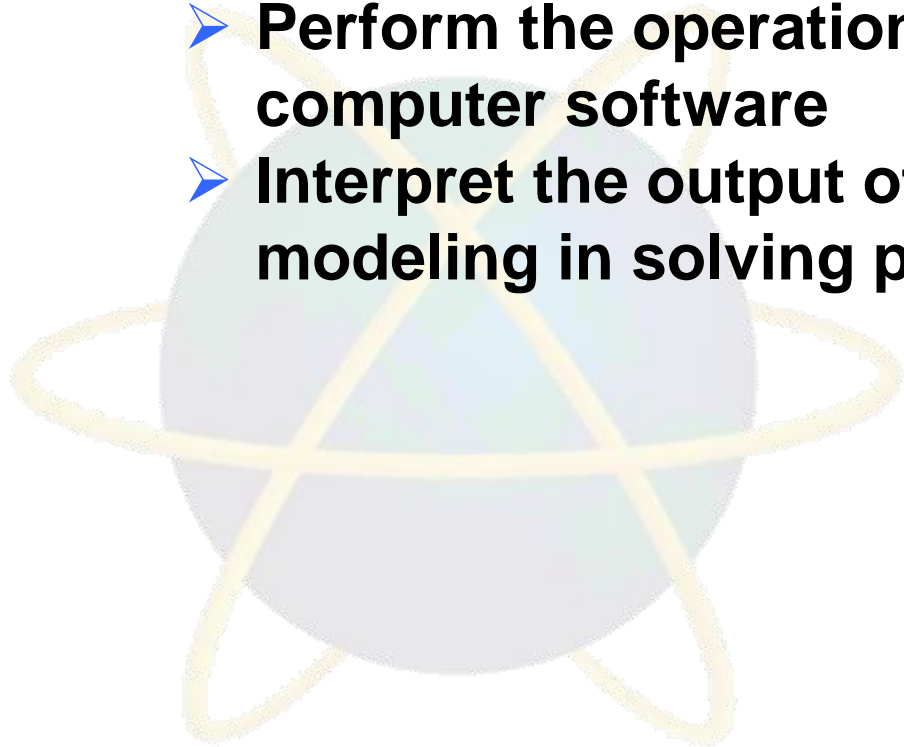 ➢ Perform the operation
computer software
➢ Interpret the output of
modeling in solving p